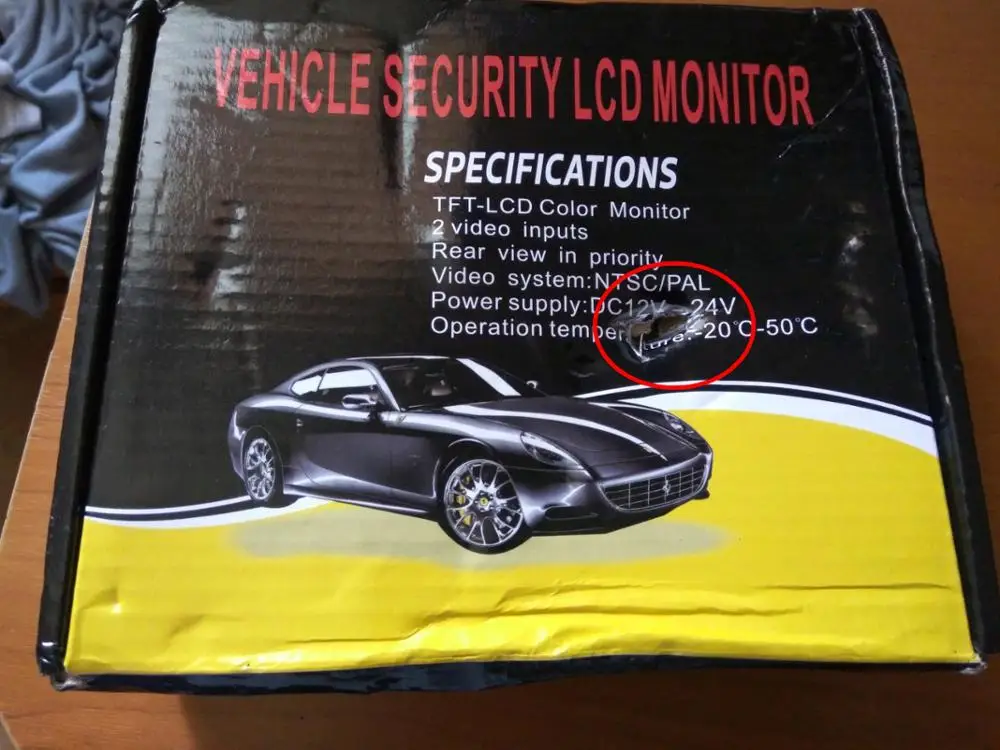 VEHICLE SECURITY LCD MONITOR
SPECIFICATIONS
TFT-LCD Color Monitor
2 video inputs
Rear view in priority
Video system:NTSC/PAL
Power supply:DC12V 24V
Operation -20℃-50℃